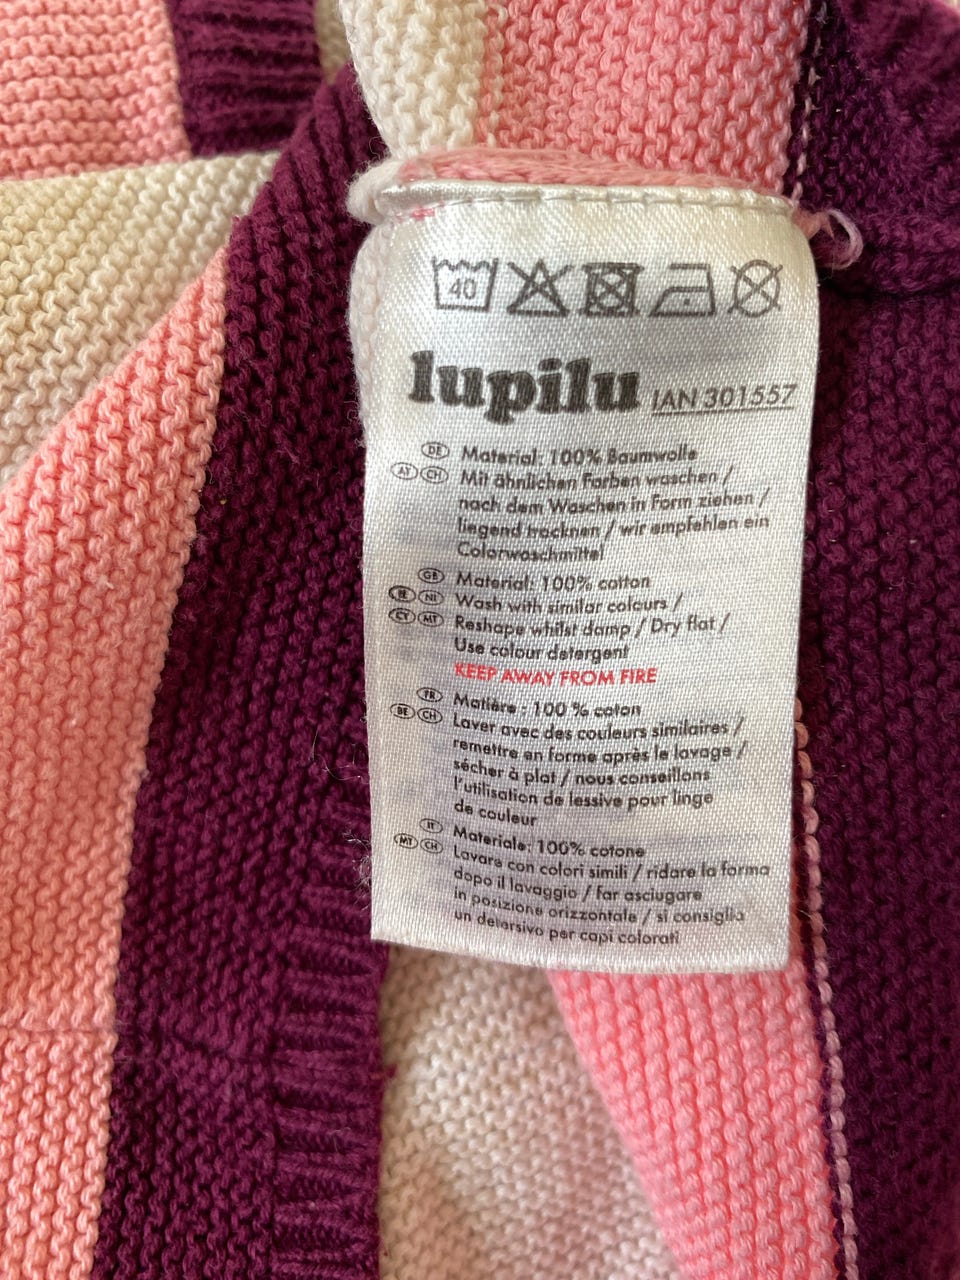 40
lupilu IAN 301557
DE Material: 100% Baumwolle
AT CH Mit ähnlichen Farben waschen /
nach dem Waschen in Form ziehen /
liegend trocknen / wir empfehlen ein
Colorwaschmittel
GB Material: 100% cotton
IE NI Wash with similar colours /
CY MT Reshape whilst damp / Dry flat /
Use colour detergent
KEEP AWAY FROM FIRE
FR Matière : 100 % coton
BE CH Laver avec des couleurs similaires /
remettre en forme après le lavage /
sécher à plat / nous conseillons
l'utilisation de lessive pour linge
de couleur
IT Materiale: 100% cotone
MT CH Lavare con colori simili / ridare la forma
dopo il lavaggio / far asciugare
in posizione orizzontale / si consiglia
un detersivo per capi colorati